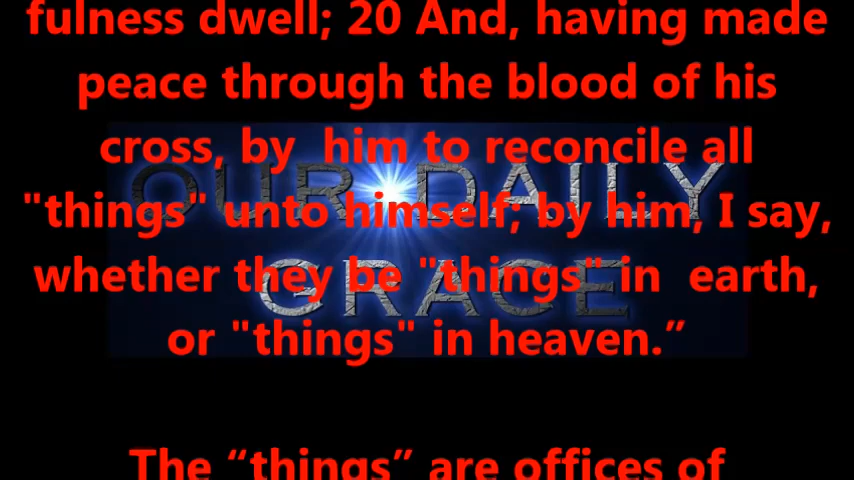 fulness dwell; 20 And, having made
peace through the blood of his
cross, by him to reconcile all
"things" unto himself; by him, I say,
whether they be "things" in earth,
or "things" in heaven.”
The “things” are offices of
OUR DAILY
GRACE